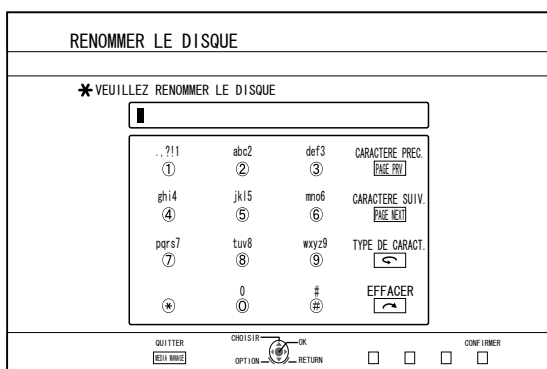 RENOMMER LE DISQUE
*VEUILLEZ RENOMMER LE DISQUE
.,?!1 abc2 def3 CARACTERE PREC.
1 2 3 PAGE PRV
ghi4 jkl5 mno6 CARACTERE SUIV.
4 5 6 PAGE NEXT
pqrs7 tuv8 wxyz9 TYPE DE CARACT.
7 8 9
0 # EFFACER
* 0 #
QUITTER CHOISIR OK CONFIRMER
MEDIA MANAGE OPTION RETURN